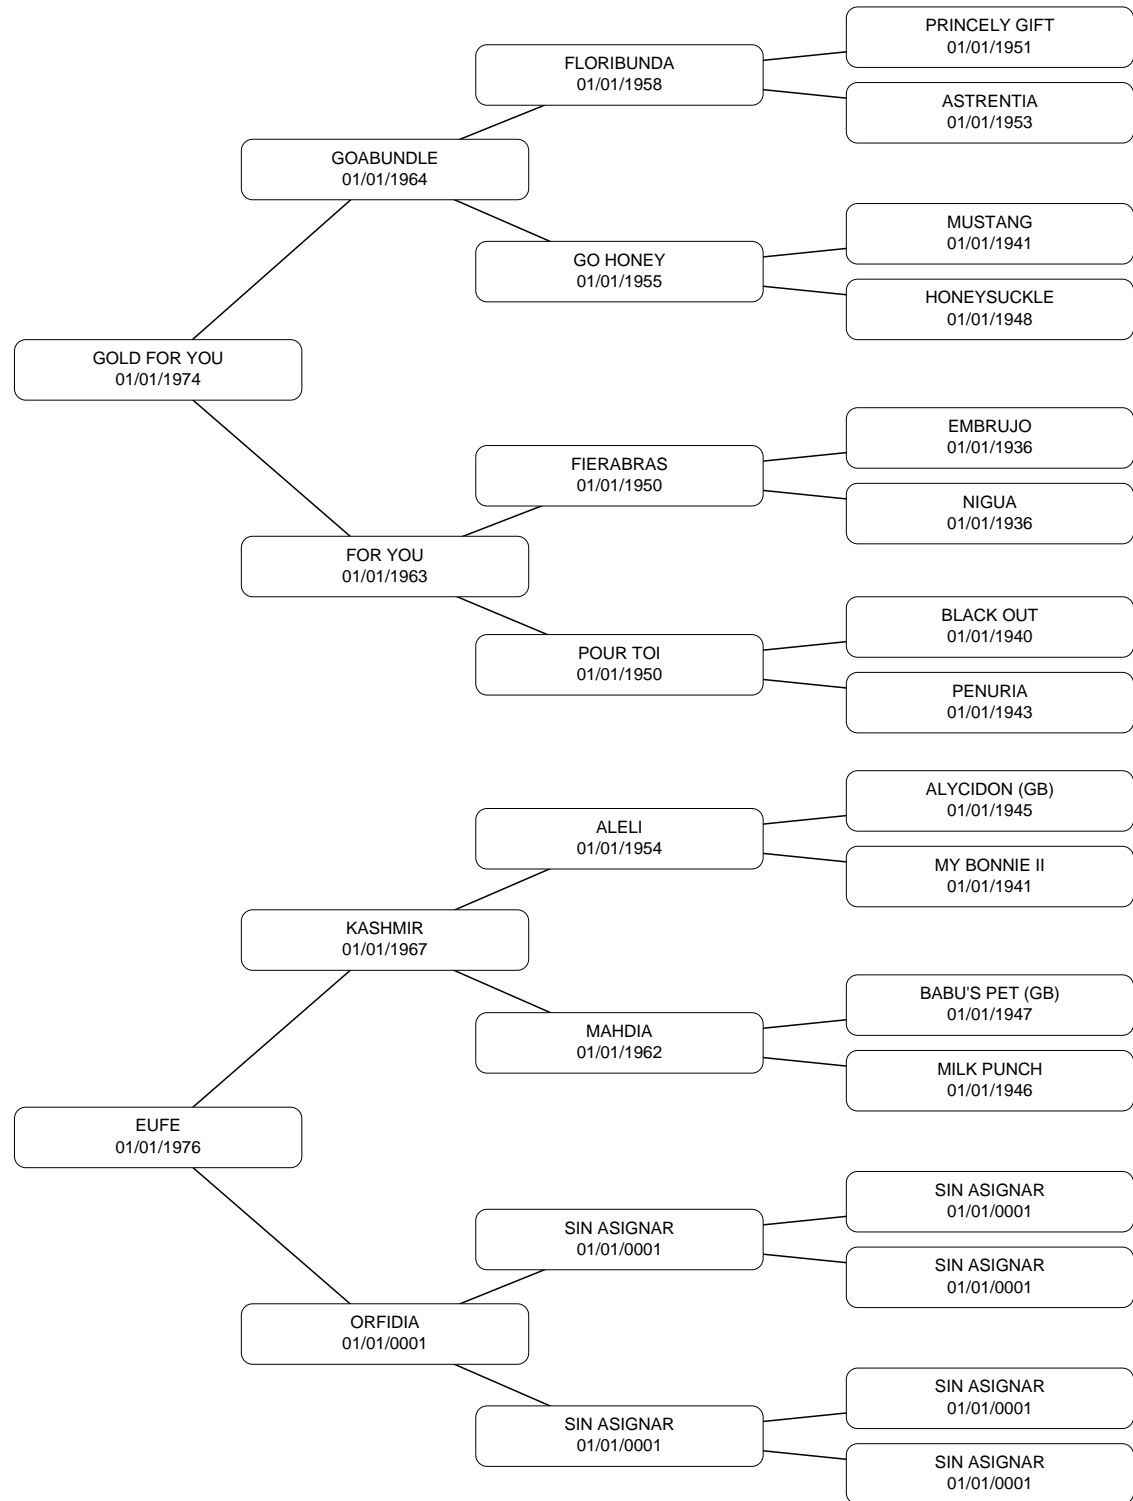 PRINCELY GIFT
01/01/1951
FLORIBUNDA
01/01/1958
ASTRENTIA
01/01/1953
GOABUNDLE
01/01/1964
MUSTANG
01/01/1941
GO HONEY
01/01/1955
HONEYSUCKLE
01/01/1948
GOLD FOR YOU
01/01/1974
EMBRUJO
01/01/1936
FIERABRAS
01/01/1950
NIGUA
01/01/1936
FOR YOU
01/01/1963
BLACK OUT
01/01/1940
POUR TOI
01/01/1950
PENURIA
01/01/1943
ALYCIDON (GB)
01/01/1945
ALELI
01/01/1954
MY BONNIE II
01/01/1941
KASHMIR
01/01/1967
BABU'S PET (GB)
01/01/1947
MAHDIA
01/01/1962
MILK PUNCH
01/01/1946
EUFE
01/01/1976
SIN ASIGNAR
01/01/0001
SIN ASIGNAR
01/01/0001
SIN ASIGNAR
01/01/0001
ORFIDIA
01/01/0001
SIN ASIGNAR
01/01/0001
SIN ASIGNAR
01/01/0001
SIN ASIGNAR
01/01/0001